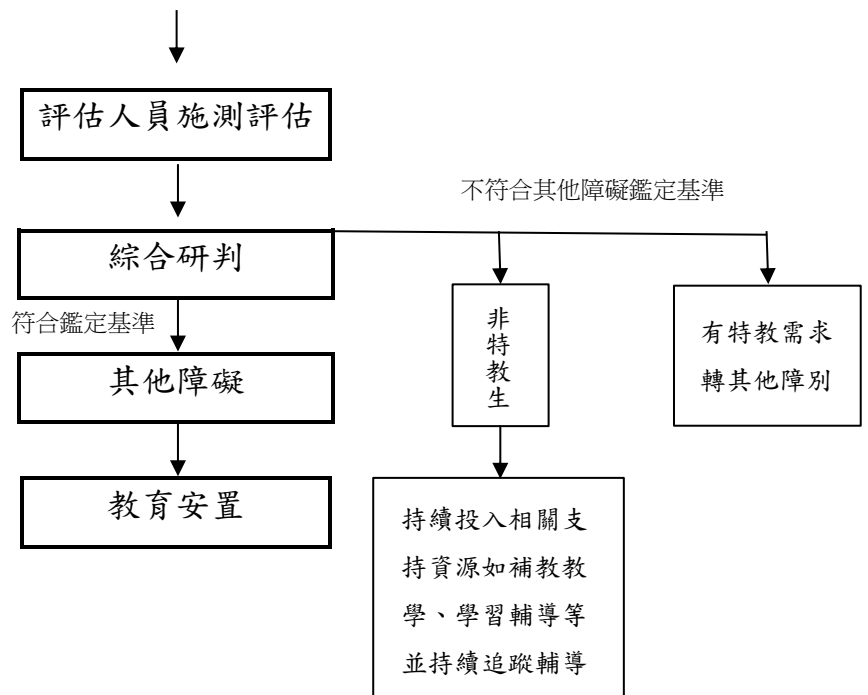 評估人員施測評估
不符合其他障礙鑑定基準
綜合研判
符合鑑定基準
非
特
教
生
有特教需求
轉其他障別
其他障礙
教育安置
持續投入相關支
持資源如補教教
學、學習輔導等
並持續追蹤輔導